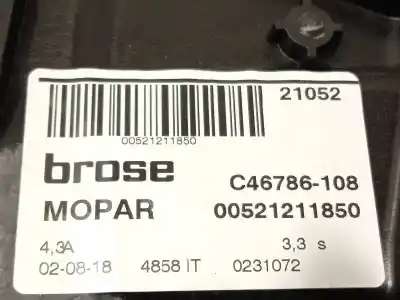 21052
00521211850
brose
C46786-108
MOPAR 00521211850
4,3A 3,3 s
02-08-18 4858 IT 0231072